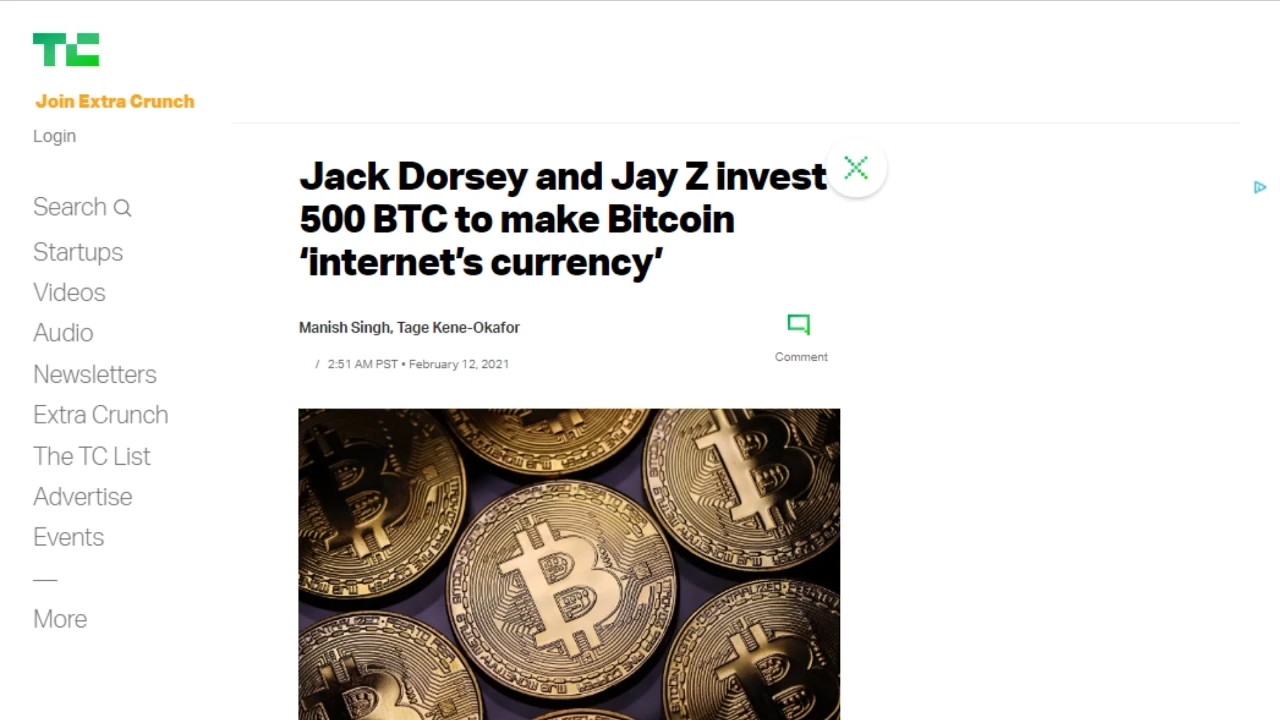 TC
Join Extra Crunch
Login
Search
Startups
Videos
Audio
Newsletters
Extra Crunch
The TC List
Advertise
Events
—
More
Jack Dorsey and Jay Z invest
500 BTC to make Bitcoin
‘internet’s currency’
Manish Singh, Tage Kene-Okafor
/ 2:51 AM PST • February 12, 2021
Comment